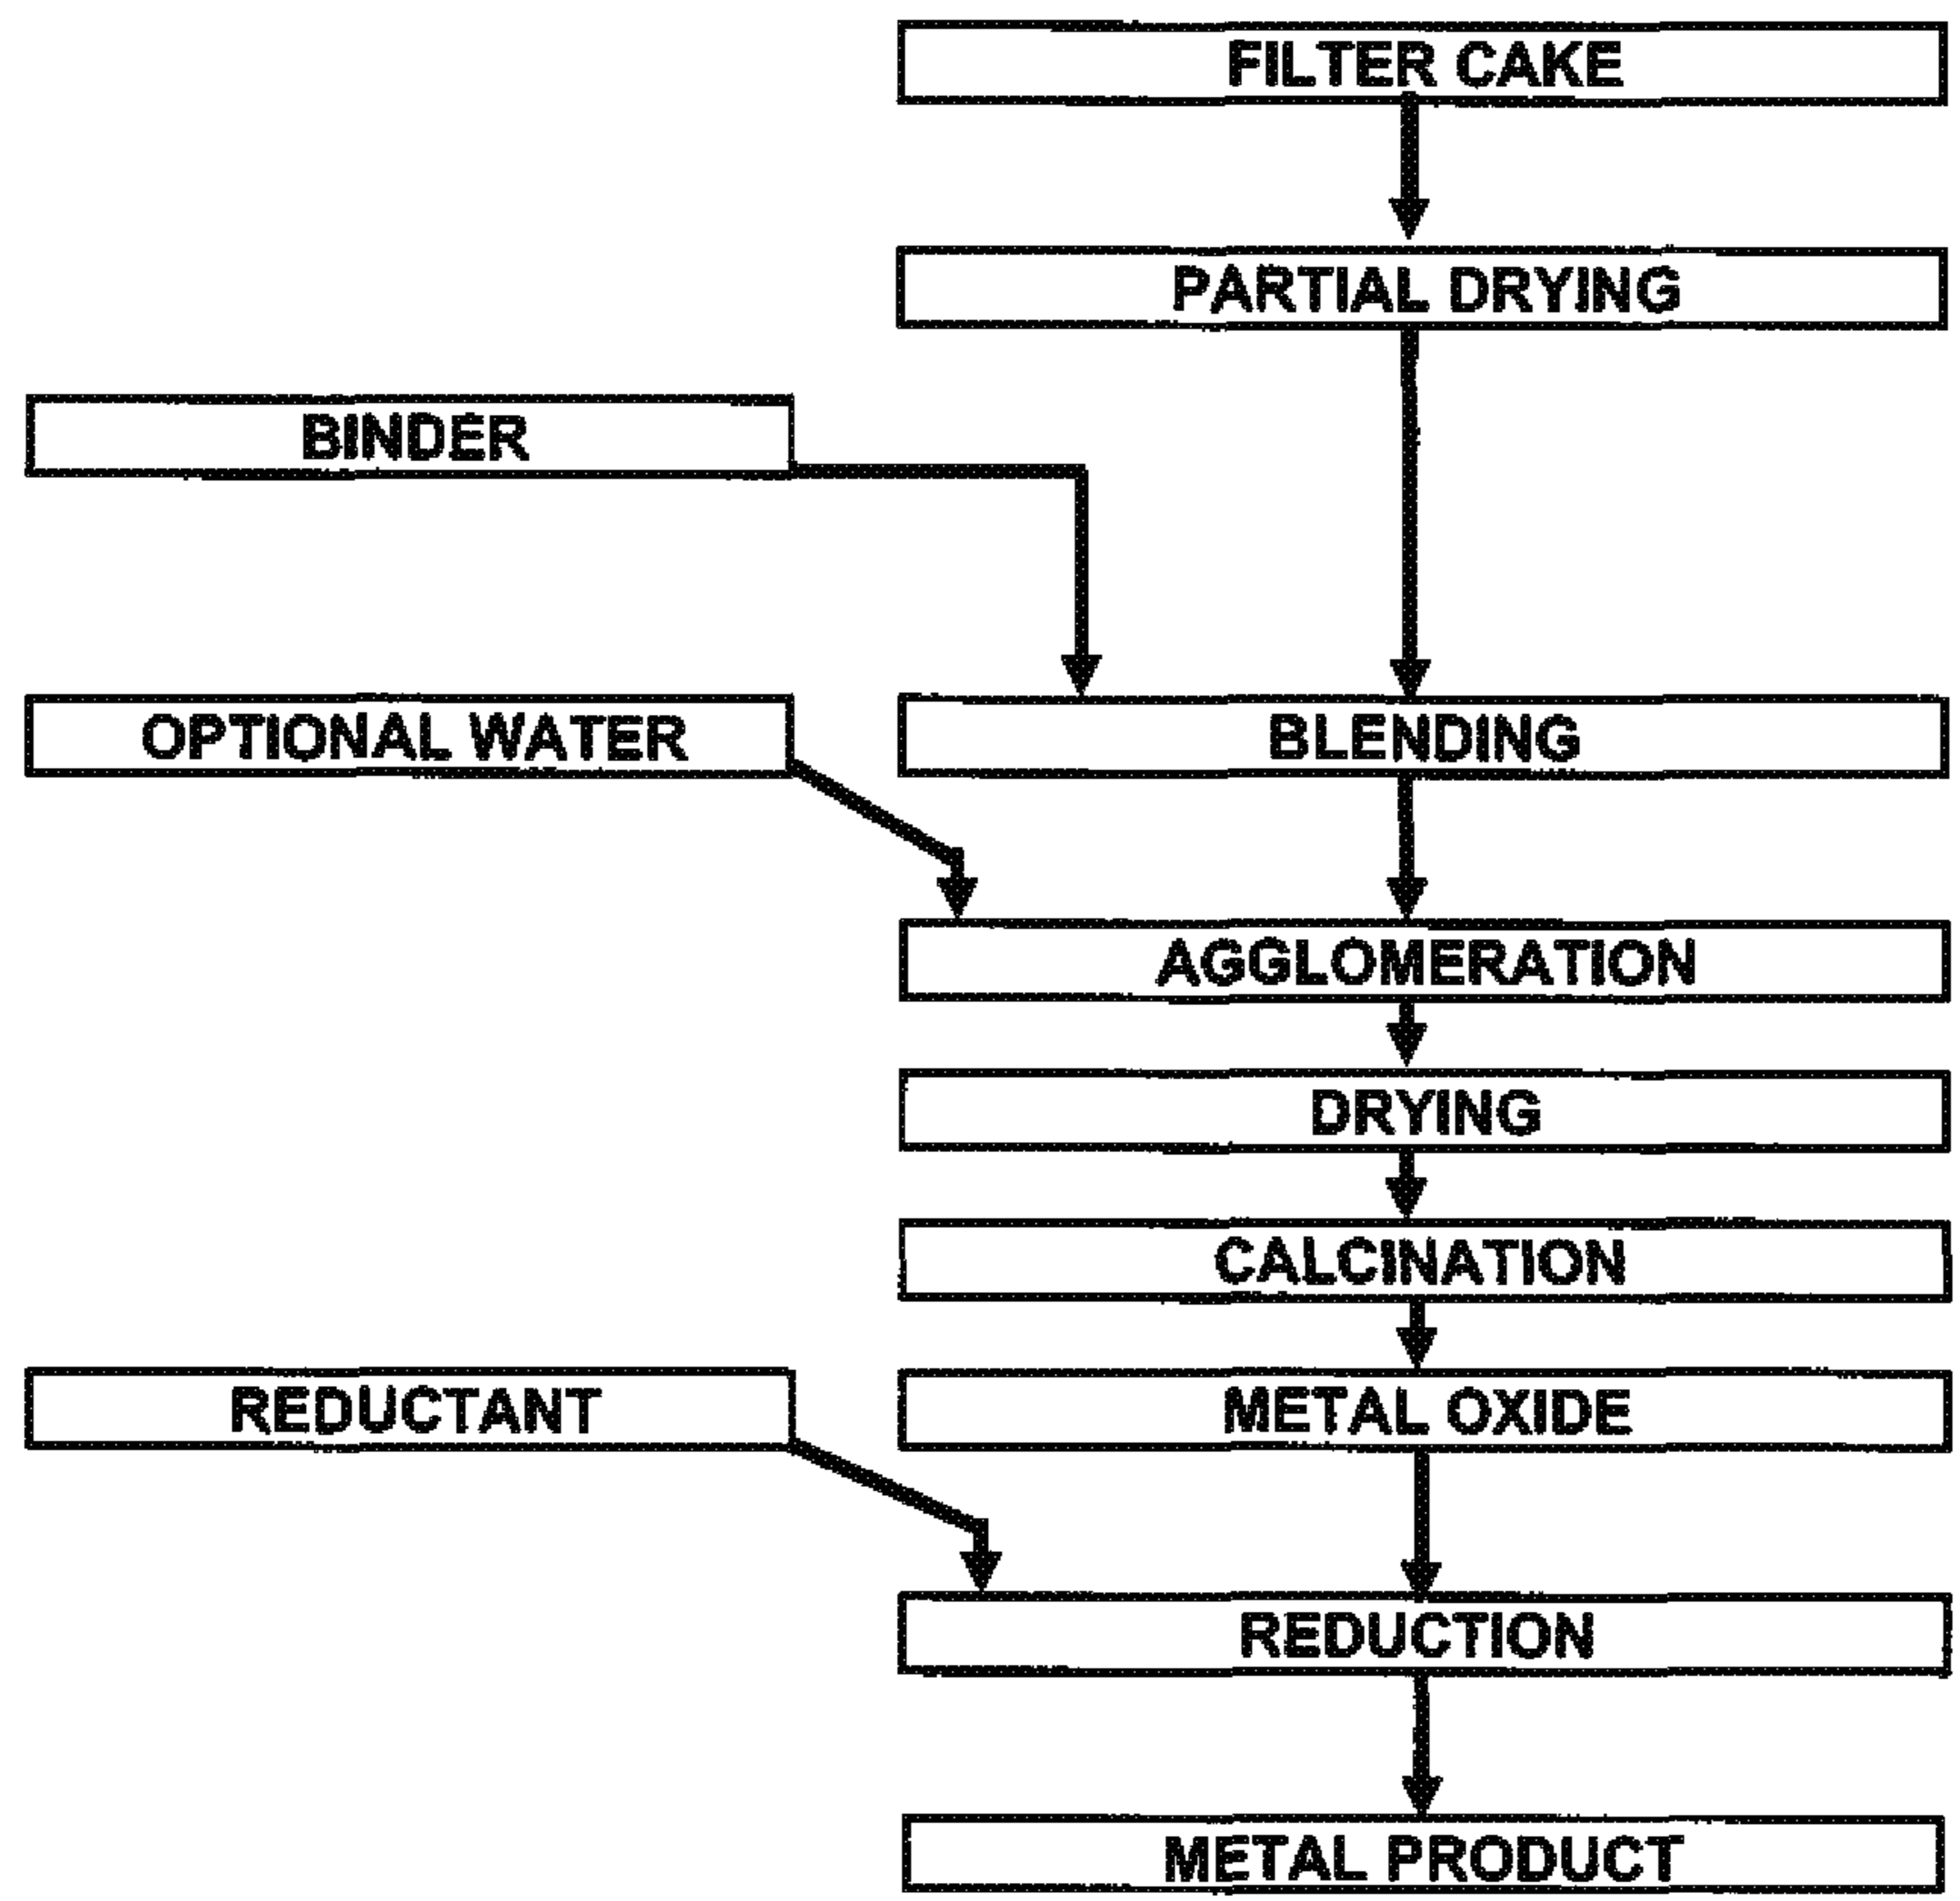 FILTER CAKE
PARTIAL DRYING
BINDER
OPTIONAL WATER
BLENDING
AGGLOMERATION
DRYING
CALCINATION
REDUCTANT
METAL OXIDE
REDUCTION
METAL PRODUCT